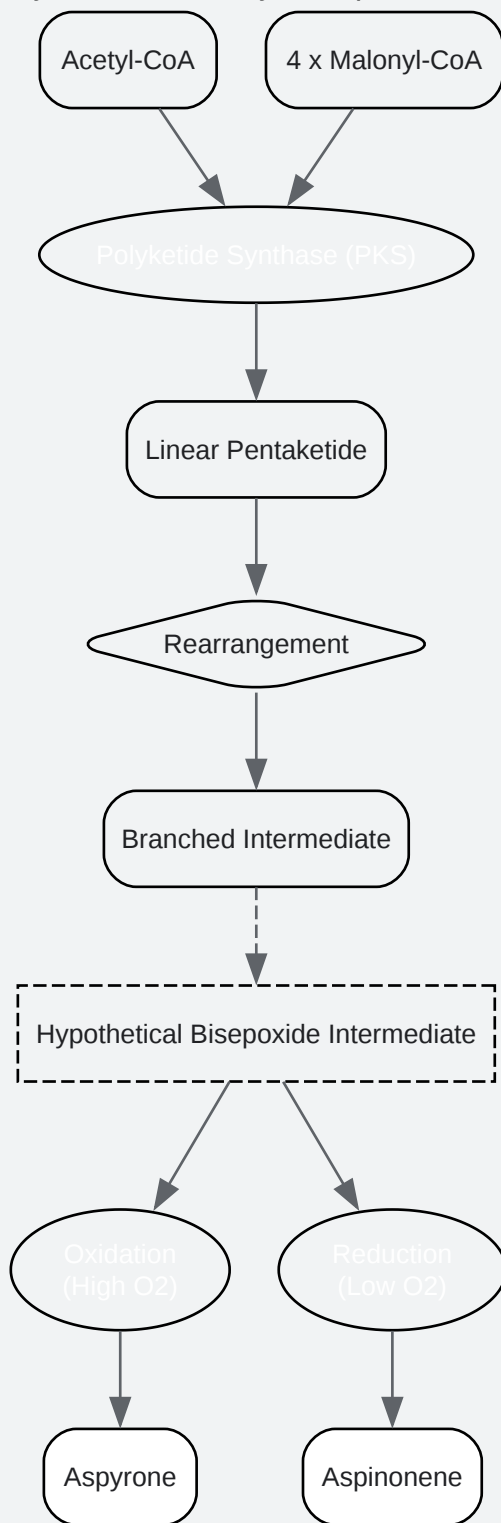 Acetyl-CoA
4 x Malonyl-CoA
Polyketide Synthase (PKS)
Linear Pentaketide
Rearrangement
Branched Intermediate
Hypothetical Bisepoxide Intermediate
Oxidation
(High O2)
Reduction
(Low O2)
Aspyrone
Aspinonene